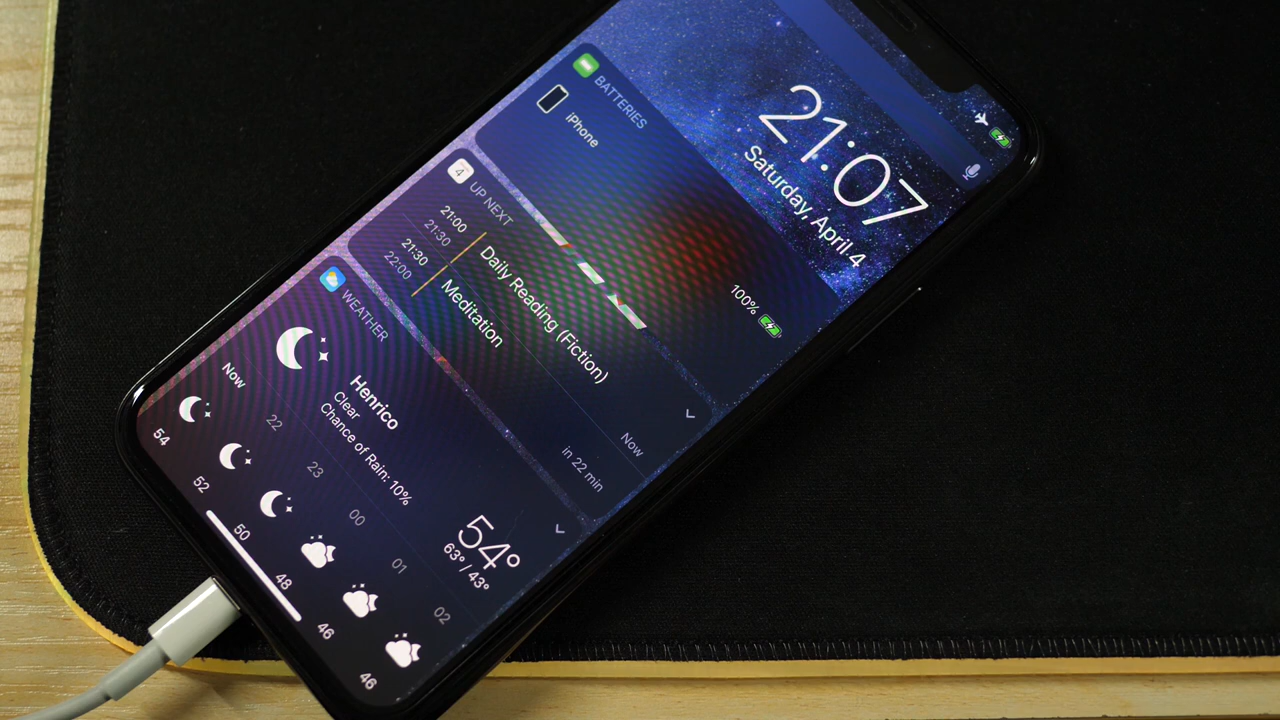 21:07
Saturday, April 4
BATTERIES
iPhone
100%
4
UP NEXT
21:00 Daily Reading (Fiction) Now
21:30
21:30 Meditation in 22 min
22:00
WEATHER
Henrico
Clear
Chance of Rain: 10%
54°
63° / 43°
Now 22 23 00 01 02
54 52 50 48 46 46